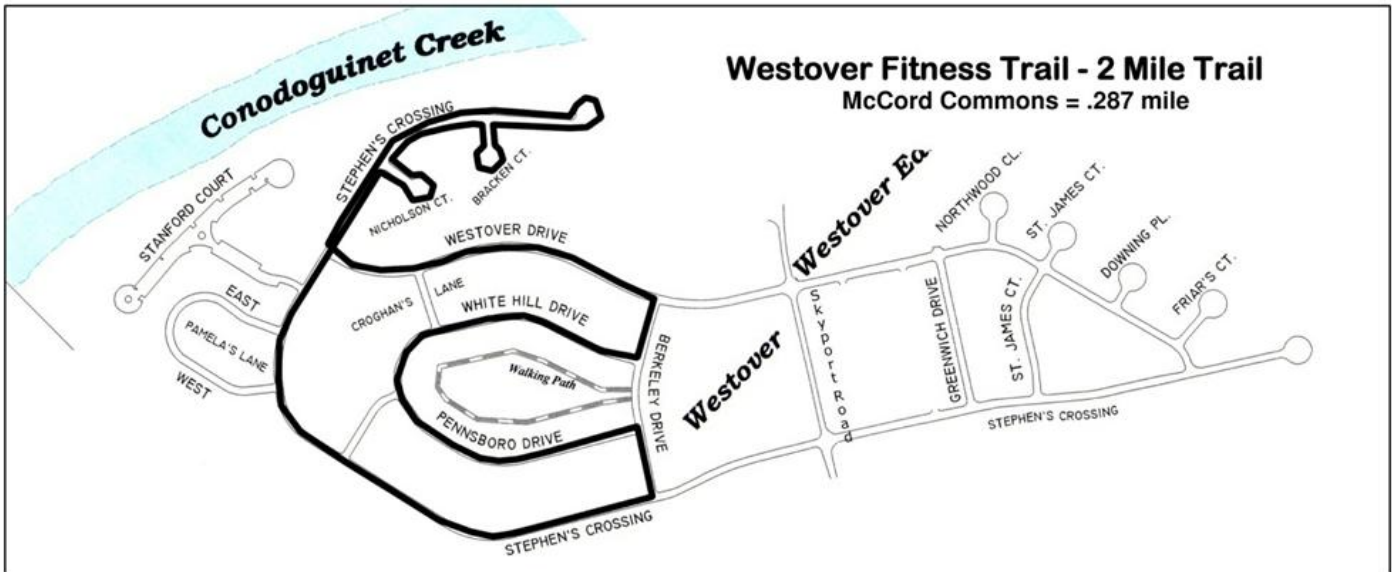 Conodoguinet Creek
Westover Fitness Trail - 2 Mile Trail
McCord Commons = .287 mile
STEPHEN'S CROSSING
STANFORD COURT
NICHOLSON CT.
BRACKEN CT.
WESTOVER DRIVE
Westover Ea
NORTHWOOD CL.
ST. JAMES CT.
DOWNING PL.
FRIAR'S CT.
EAST
PAMELA'S LANE
WEST
CROGHAN'S
LANE
WHITE HILL DRIVE
Walking Path
PENNSBORO DRIVE
BERKELEY DRIVE
Westover
Skyport Road
GREENWICH DRIVE
ST. JAMES CT.
STEPHEN'S CROSSING
STEPHEN'S CROSSING